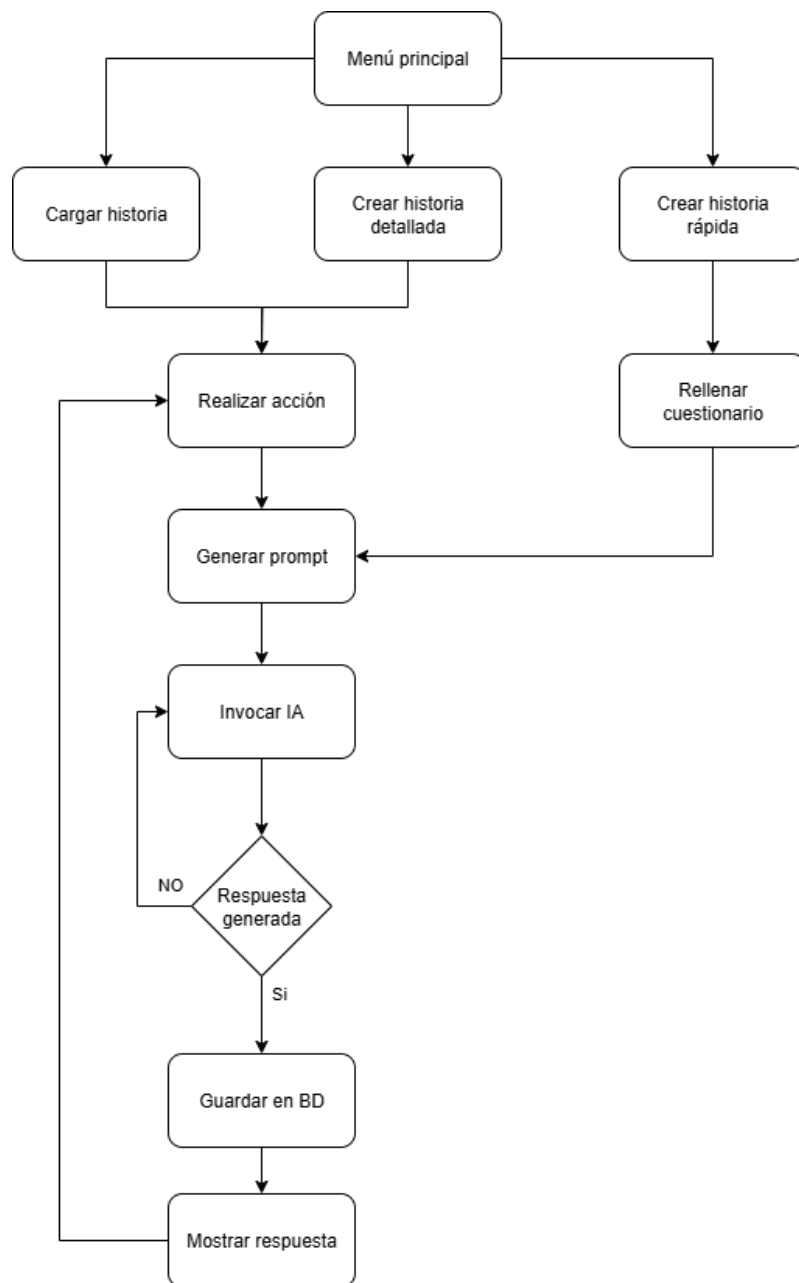 Menú principal
Cargar historia
Crear historia
detallada
Crear historia
rápida
Realizar acción
Rellenar
cuestionario
Generar prompt
Invocar IA
NO
Respuesta
generada
Si
Guardar en BD
Mostrar respuesta